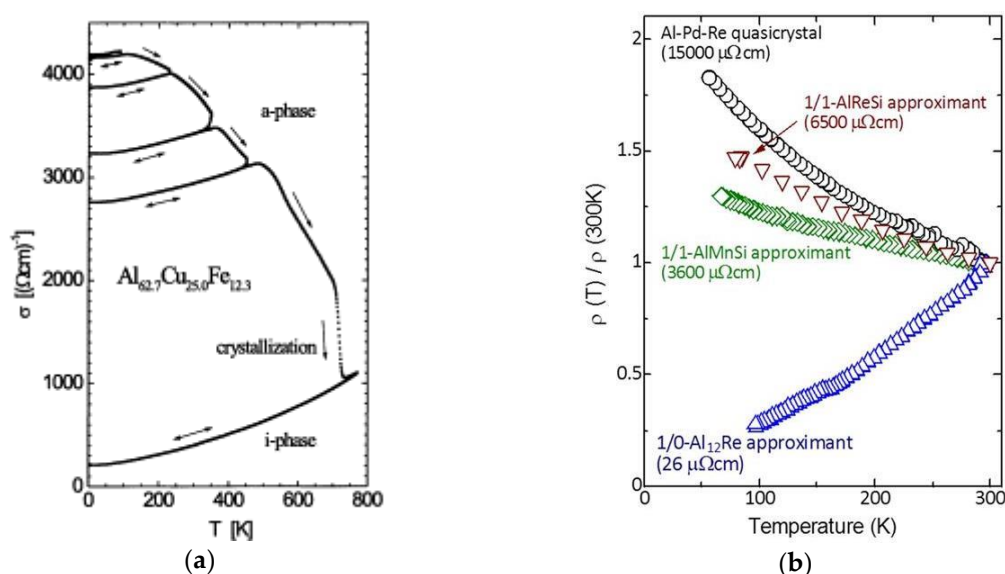 4000
3000
2000
1000
0
σ [(Ωcm)⁻¹]
a-phase
Al₆₂.₇Cu₂₅.₀Fe₁₂.₃
crystallization
i-phase
0 200 400 600 800
T [K]
(a)
2
1.5
1
0.5
0
ρ (T) / ρ (300K)
Al-Pd-Re quasicrystal
(15000 μΩcm)
1/1-AlReSi approximant
(6500 μΩcm)
1/1-AlMnSi approximant
(3600 μΩcm)
1/0-Al₁₂Re approximant
(26 μΩcm)
0 100 200 300
Temperature (K)
(b)